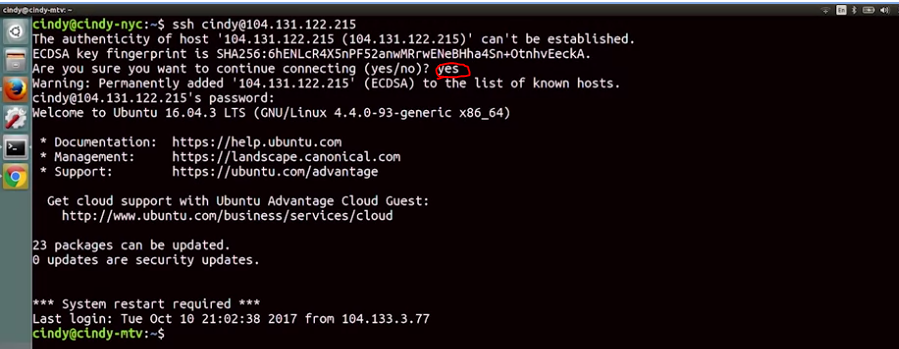 cindy@cindy-mtv: ~
cindy@cindy-nyc:~$ ssh cindy@104.131.122.215
The authenticity of host '104.131.122.215 (104.131.122.215)' can't be established.
ECDSA key fingerprint is SHA256:6hENLcR4X5nPF52anwMRrwENeBHha4Sn+OtnhvEeckA.
Are you sure you want to continue connecting (yes/no)? yes
Warning: Permanently added '104.131.122.215' (ECDSA) to the list of known hosts.
cindy@104.131.122.215's password:
Welcome to Ubuntu 16.04.3 LTS (GNU/Linux 4.4.0-93-generic x86_64)
* Documentation: https://help.ubuntu.com
* Management: https://landscape.canonical.com
* Support: https://ubuntu.com/advantage
Get cloud support with Ubuntu Advantage Cloud Guest:
http://www.ubuntu.com/business/services/cloud
23 packages can be updated.
0 updates are security updates.
*** System restart required ***
Last login: Tue Oct 10 21:02:38 2017 from 104.133.3.77
cindy@cindy-mtv:~$